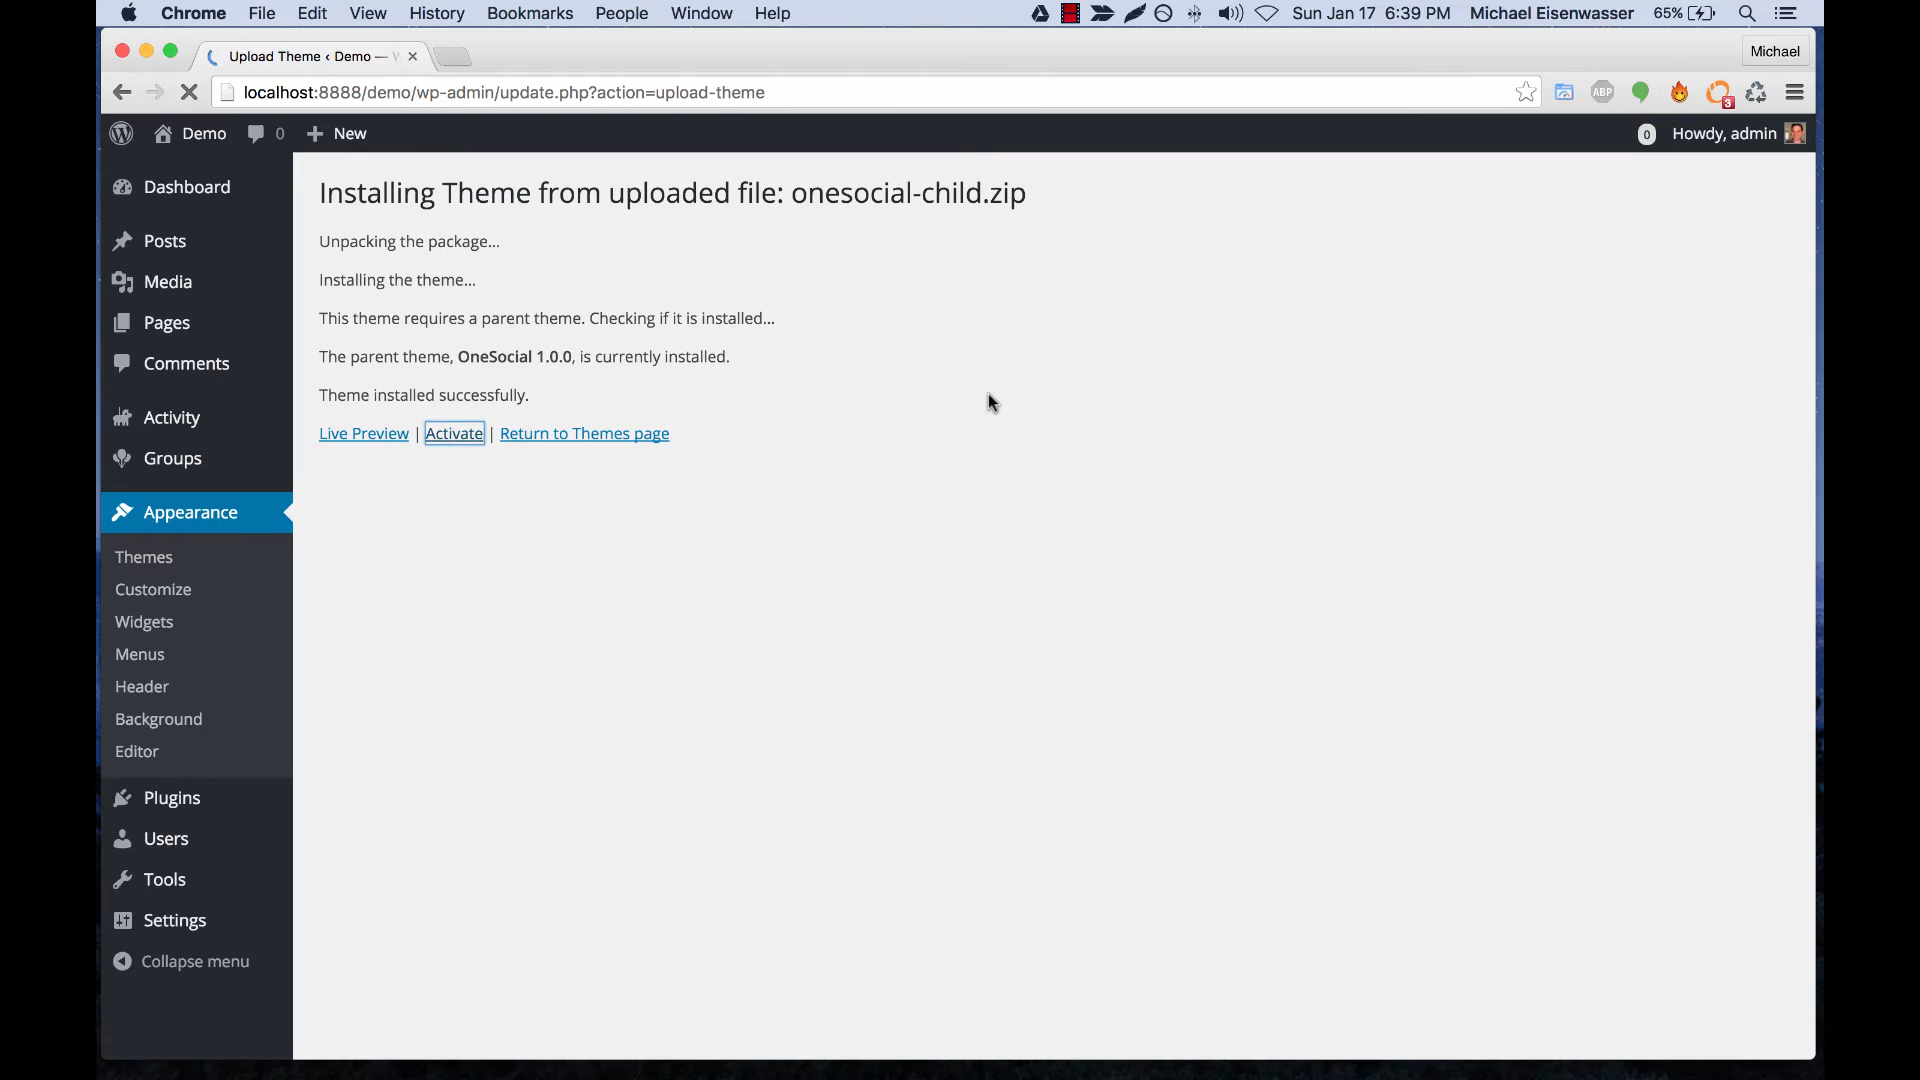 Chrome File Edit View History Bookmarks People Window Help Sun Jan 17 6:39 PM Michael Eisenwasser 65%
Upload Theme ‹ Demo — Michael
localhost:8888/demo/wp-admin/update.php?action=upload-theme ABP 3
Demo 0 New 0 Howdy, admin
Dashboard
Posts
Media
Pages
Comments
Activity
Groups
Appearance
Themes
Customize
Widgets
Menus
Header
Background
Editor
Plugins
Users
Tools
Settings
Collapse menu
Installing Theme from uploaded file: onesocial-child.zip
Unpacking the package...
Installing the theme...
This theme requires a parent theme. Checking if it is installed...
The parent theme, OneSocial 1.0.0, is currently installed.
Theme installed successfully.
Live Preview | Activate | Return to Themes page